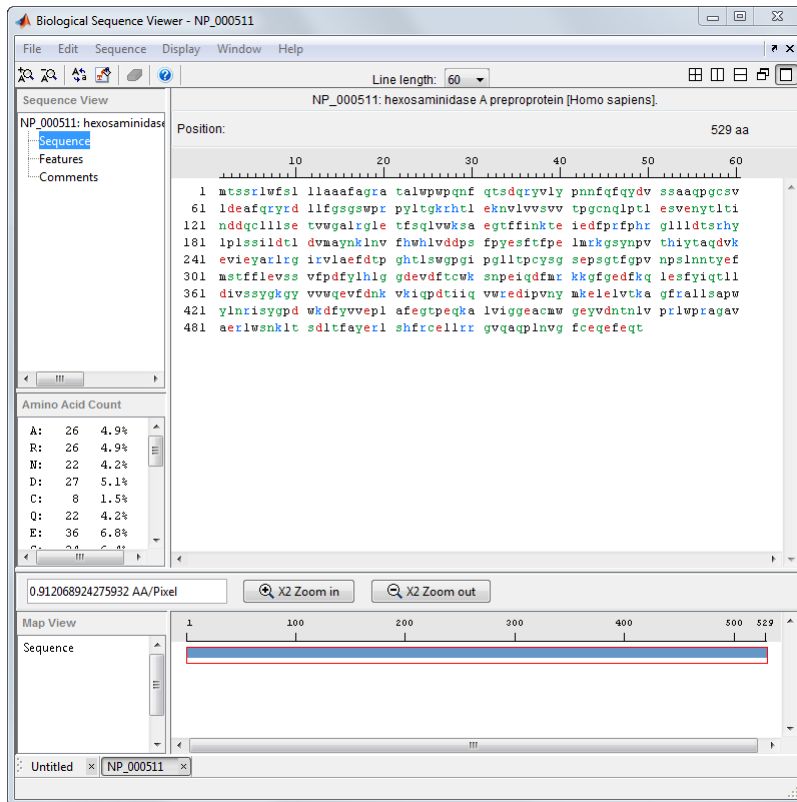 Biological Sequence Viewer - NP_000511
File Edit Sequence Display Window Help
Line length: 60
Sequence View
NP_000511: hexosaminidase
Sequence
Features
Comments
NP_000511: hexosaminidase A preproprotein [Homo sapiens].
Position: 529 aa
10 20 30 40 50 60
1 mtssrlwfsl llaaafagra talwpwpqnf qtsdqryvly pnnfqfqydv ssaaqpgcsv
61 ldeafqryrd llfgsgswpr pyltgkrhtl eknvlvvsvv tpgcnqlptl esvenytlti
121 nddqclllse tvwgalrgle tfsqlvwksa egtffinkte iedfprfphr gllldtsrhy
181 lplssildtl dvmaynklnv fhwhlvddps fpyesftfpe lmrkgsynpv thiytaqdvk
241 evieyarlrg irvlaefdtp ghtlswgpgi pglltpcysg sepsgtfgpv npslnntyef
301 mstfflevss vfpdfylhlg gdevdftcwk snpeiqdfmr kkgfgedfkq lesfyiqtll
361 divssygkgy vvwqevfdnk vkiqpdtiiq vwredipvny mkelelvtka gfrallsapw
421 ylnrisygpd wkdfyvvepl afegtpeqka lviggeacmw geyvdntnlv prlwpragav
481 aerlwsnklt sdltfayerl shfrcellrr gvqaqplnvg fceqefeqt
Amino Acid Count
A: 26 4.9%
R: 26 4.9%
N: 22 4.2%
D: 27 5.1%
C: 8 1.5%
Q: 22 4.2%
E: 36 6.8%
0.912068924275932 AA/Pixel
X2 Zoom in
X2 Zoom out
Map View
Sequence
1 100 200 300 400 500 529
Untitled
NP_000511